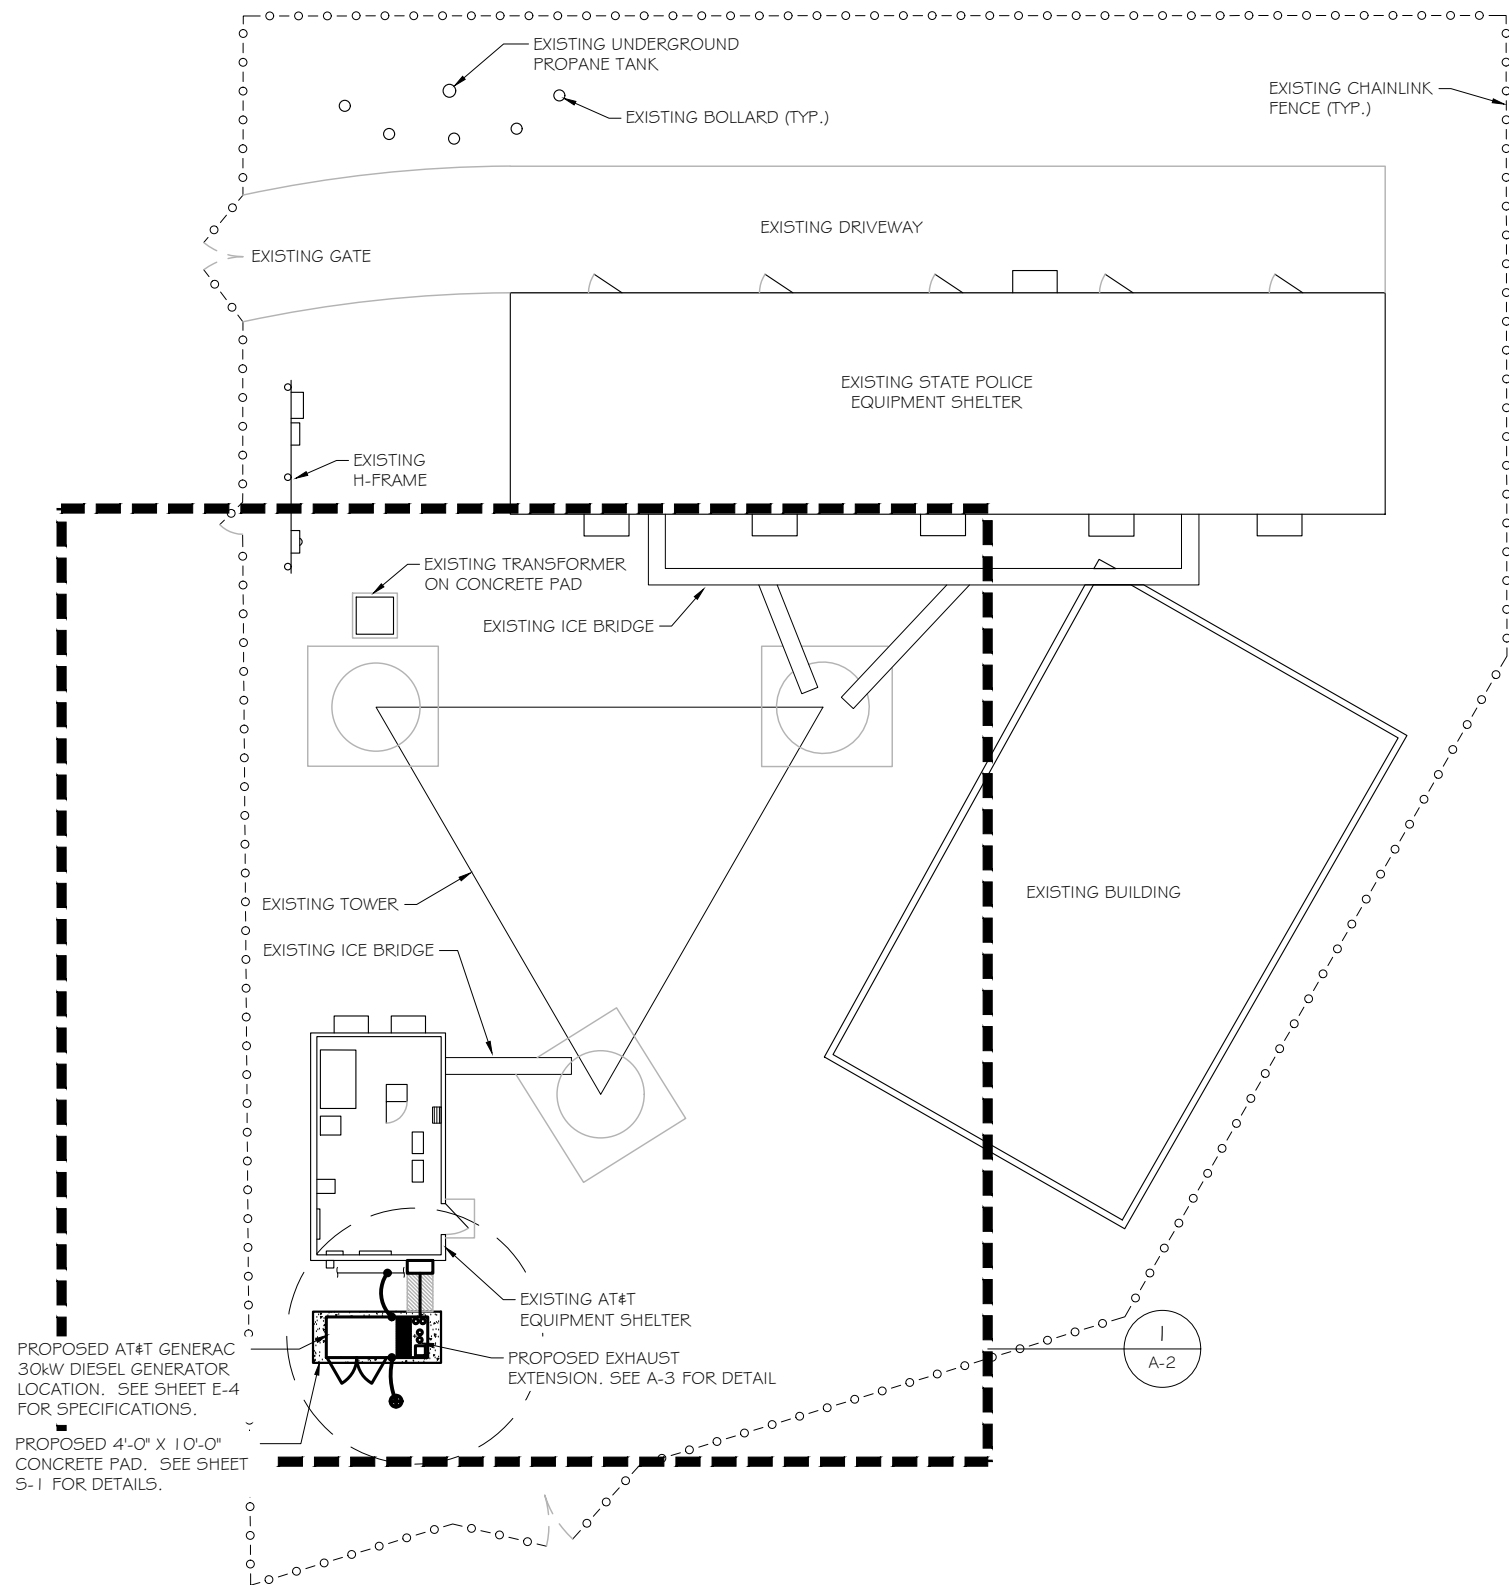 EXISTING UNDERGROUND
PROPANE TANK
EXISTING BOLLARD (TYP.)
EXISTING CHAINLINK
FENCE (TYP.)
EXISTING DRIVEWAY
EXISTING GATE
EXISTING STATE POLICE
EQUIPMENT SHELTER
EXISTING
H-FRAME
EXISTING TRANSFORMER
ON CONCRETE PAD
EXISTING ICE BRIDGE
EXISTING BUILDING
EXISTING TOWER
EXISTING ICE BRIDGE
EXISTING AT&T
EQUIPMENT SHELTER
PROPOSED AT&T GENERAC
30kW DIESEL GENERATOR
LOCATION. SEE SHEET E-4
FOR SPECIFICATIONS.
PROPOSED EXHAUST
EXTENSION. SEE A-3 FOR DETAIL
1
A-2
PROPOSED 4'-0" X 10'-0"
CONCRETE PAD. SEE SHEET
S-1 FOR DETAILS.